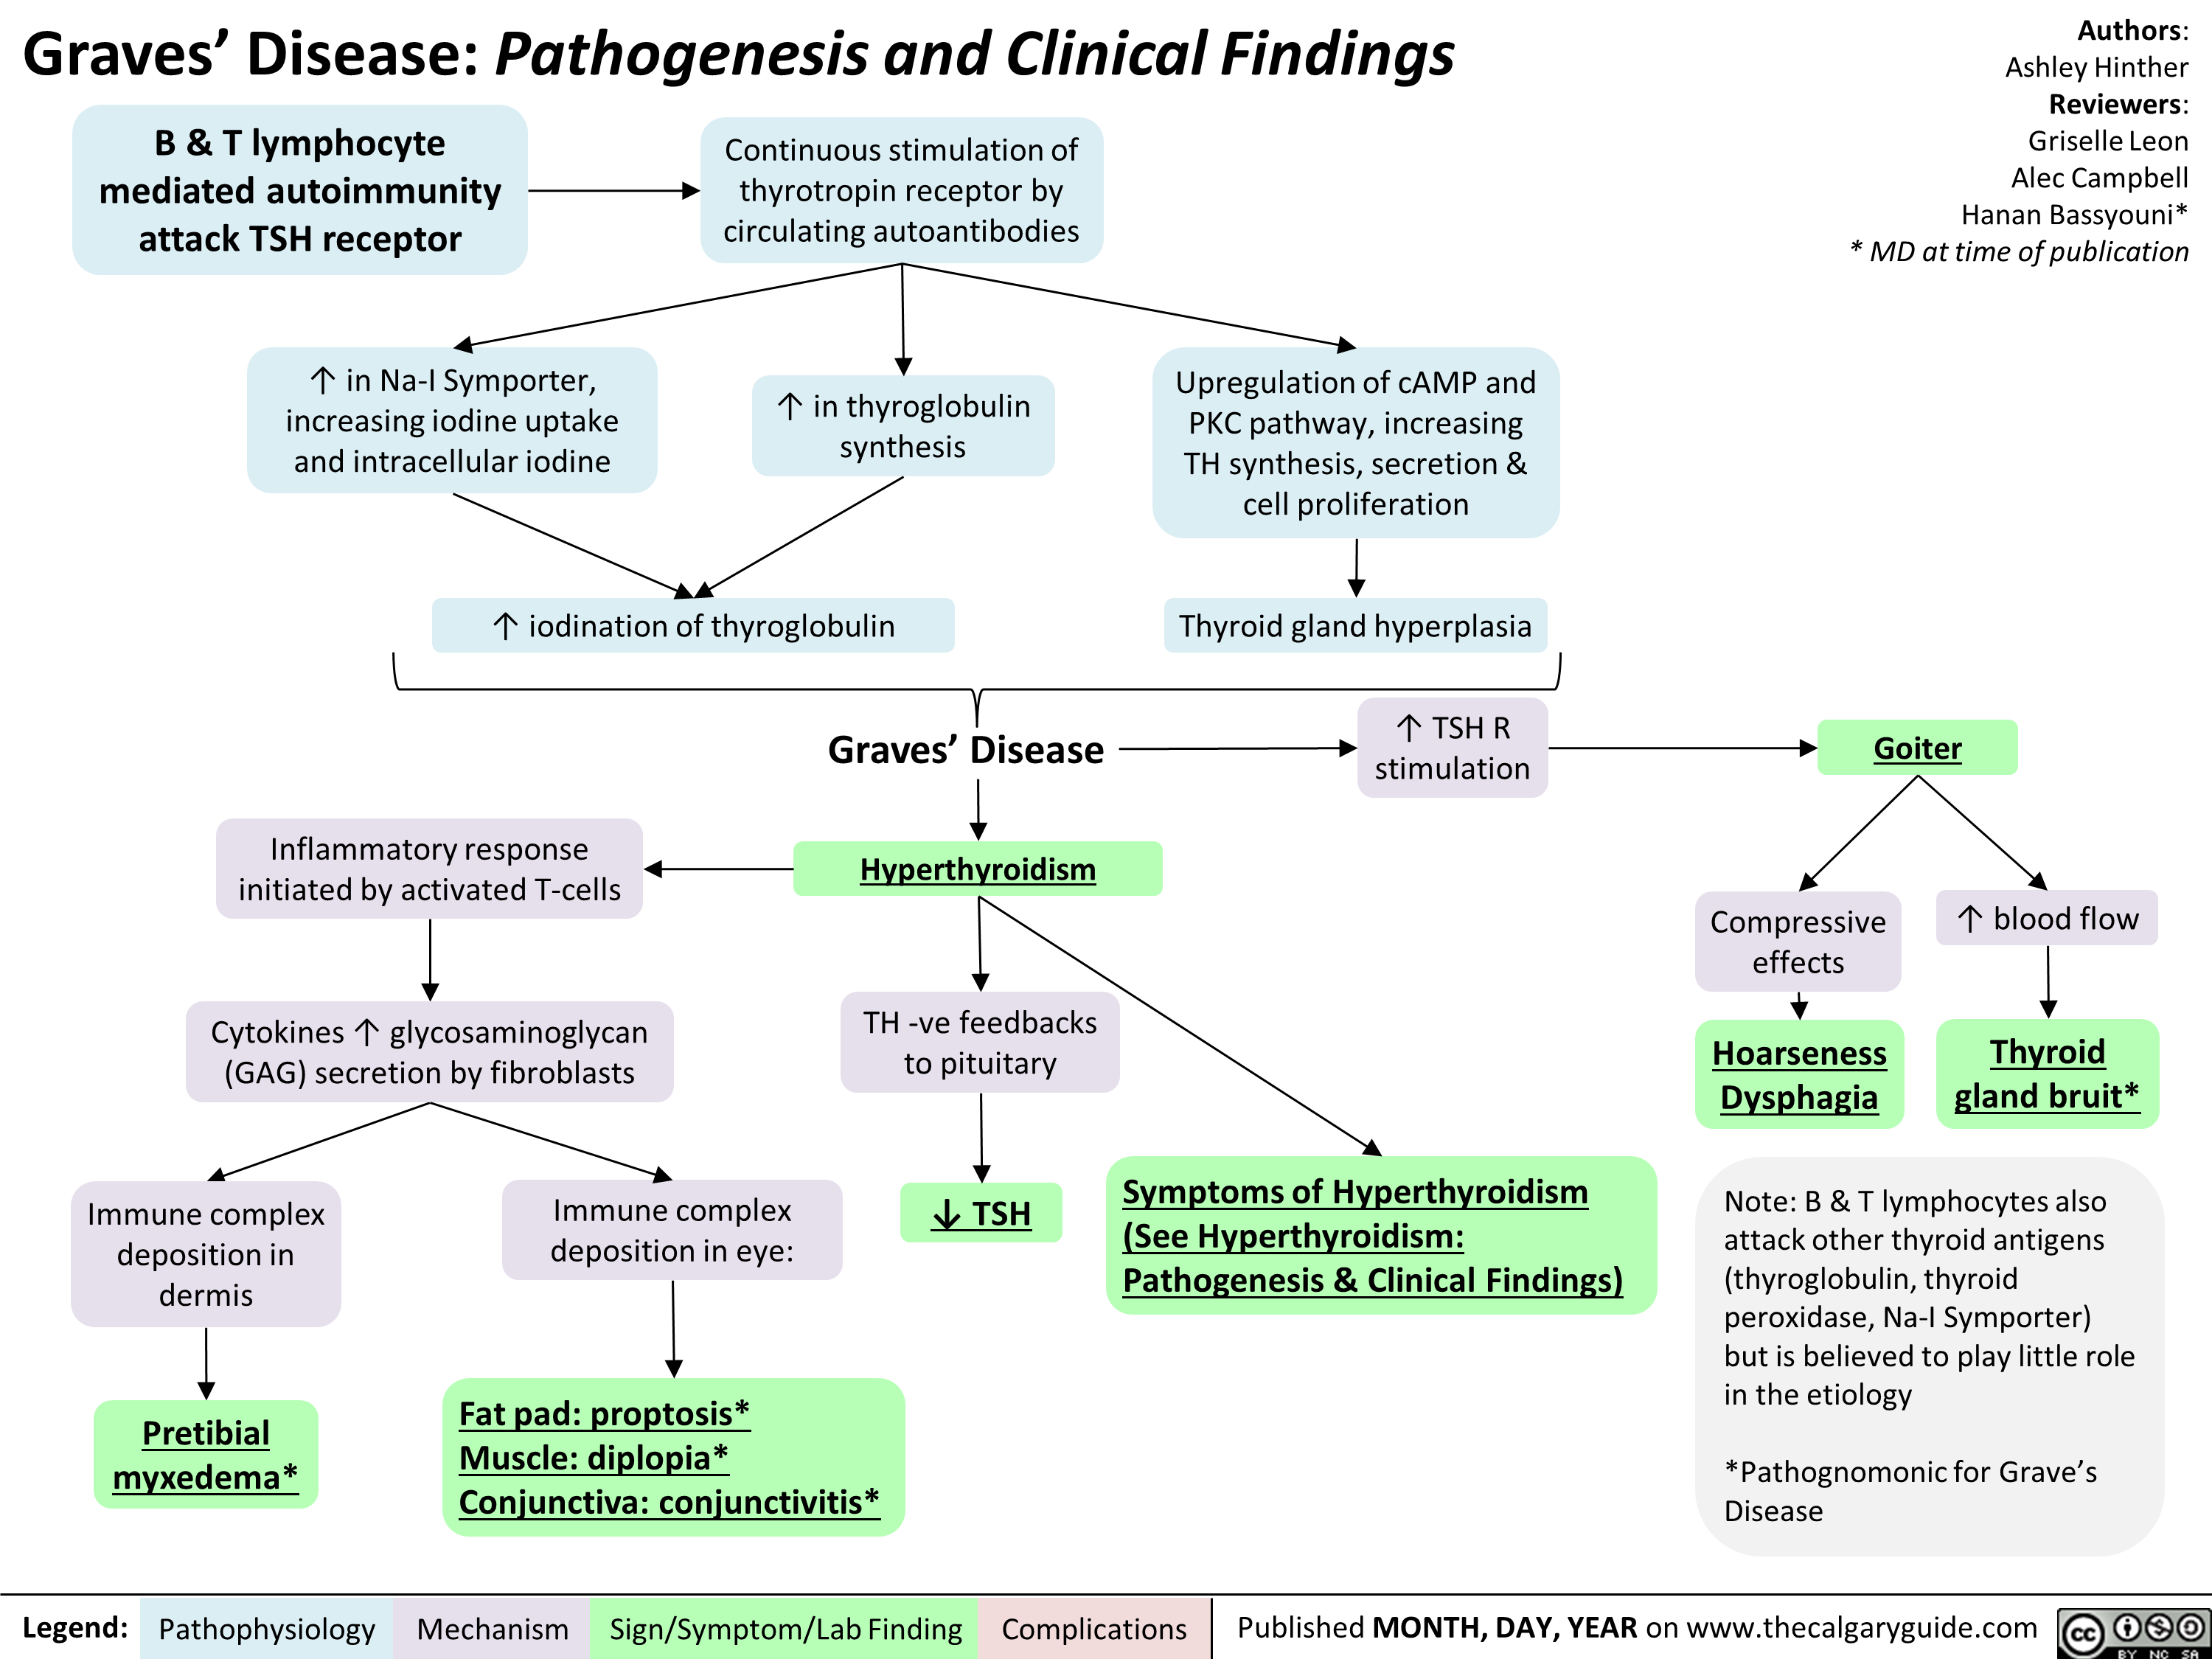 Graves’ Disease: Pathogenesis and Clinical Findings
Authors:
Ashley Hinther
Reviewers:
Griselle Leon
Alec Campbell
Hanan Bassyouni*
* MD at time of publication
B & T lymphocyte
mediated autoimmunity
attack TSH receptor
Continuous stimulation of
thyrotropin receptor by
circulating autoantibodies
↑ in Na-I Symporter,
increasing iodine uptake
and intracellular iodine
↑ in thyroglobulin
synthesis
Upregulation of cAMP and
PKC pathway, increasing
TH synthesis, secretion &
cell proliferation
↑ iodination of thyroglobulin
Thyroid gland hyperplasia
Graves’ Disease
↑ TSH R
stimulation
Goiter
Inflammatory response
initiated by activated T-cells
Hyperthyroidism
Compressive
effects
↑ blood flow
Cytokines ↑ glycosaminoglycan
(GAG) secretion by fibroblasts
TH -ve feedbacks
to pituitary
Hoarseness
Dysphagia
Thyroid
gland bruit*
Immune complex
deposition in
dermis
Immune complex
deposition in eye:
↓ TSH
Symptoms of Hyperthyroidism
(See Hyperthyroidism:
Pathogenesis & Clinical Findings)
Pretibial
myxedema*
Fat pad: proptosis*
Muscle: diplopia*
Conjunctiva: conjunctivitis*
Note: B & T lymphocytes also
attack other thyroid antigens
(thyroglobulin, thyroid
peroxidase, Na-I Symporter)
but is believed to play little role
in the etiology
*Pathognomonic for Grave’s
Disease
Legend: Pathophysiology Mechanism Sign/Symptom/Lab Finding Complications Published MONTH, DAY, YEAR on www.thecalgaryguide.com
cc
BY NC SA